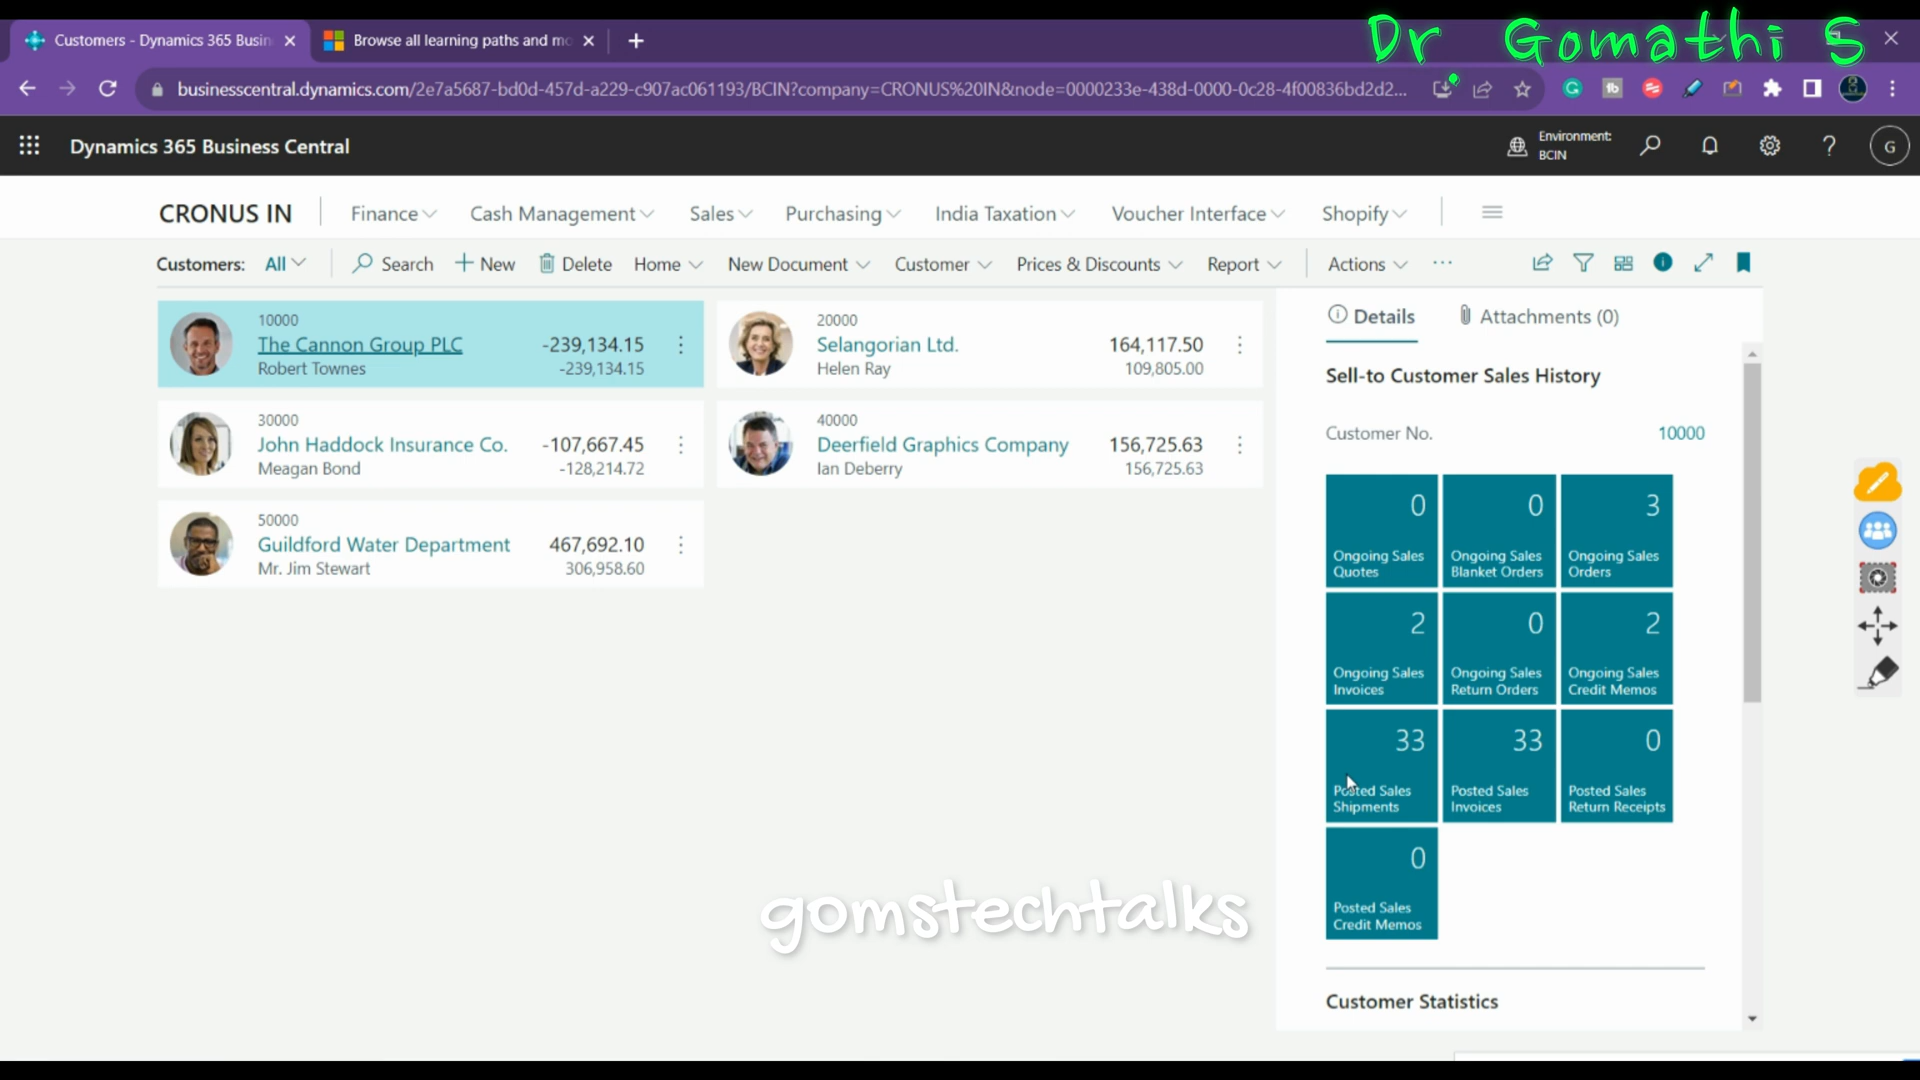 Dr Gomathi S
Customers - Dynamics 365 Busin
Browse all learning paths and mo
businesscentral.dynamics.com/2e7a5687-bd0d-457d-a229-c907ac061193/BCIN?company=CRONUS%20IN&node=0000233e-438d-0000-0c28-4f00836bd2d2...
Dynamics 365 Business Central
Environment:
BCIN
?
G
CRONUS IN
Finance
Cash Management
Sales
Purchasing
India Taxation
Voucher Interface
Shopify
Customers: All
Search
New
Delete
Home
New Document
Customer
Prices & Discounts
Report
Actions
...
10000
The Cannon Group PLC -239,134.15
Robert Townes -239,134.15
20000
Selangorian Ltd. 164,117.50
Helen Ray 109,805.00
30000
John Haddock Insurance Co. -107,667.45
Meagan Bond -128,214.72
40000
Deerfield Graphics Company 156,725.63
Ian Deberry 156,725.63
50000
Guildford Water Department 467,692.10
Mr. Jim Stewart 306,958.60
Details
Attachments (0)
Sell-to Customer Sales History
Customer No. 10000
0
Ongoing Sales
Quotes
0
Ongoing Sales
Blanket Orders
3
Ongoing Sales
Orders
2
Ongoing Sales
Invoices
0
Ongoing Sales
Return Orders
2
Ongoing Sales
Credit Memos
33
Posted Sales
Shipments
33
Posted Sales
Invoices
0
Posted Sales
Return Receipts
0
Posted Sales
Credit Memos
Customer Statistics
gomstechtalks